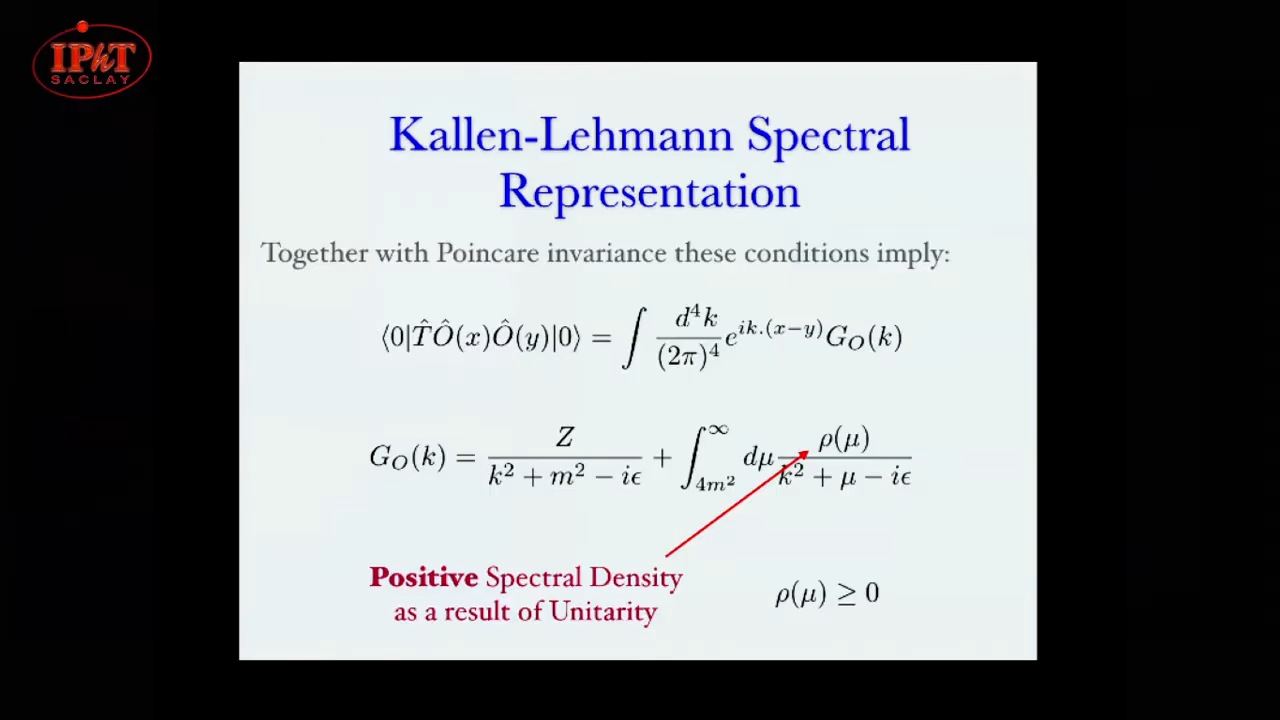 IPhT
SACLAY
Kallen-Lehmann Spectral
Representation
Together with Poincare invariance these conditions imply:
⟨0|T̂Ô(x)Ô(y)|0⟩ = ∫ d⁴k/(2π)⁴ e^{ik.(x−y)} G_O(k)
G_O(k) = Z/(k² + m² − iϵ) + ∫_{4m²}^{∞} dμ ρ(μ)/(k² + μ − iϵ)
Positive Spectral Density
as a result of Unitarity
ρ(μ) ≥ 0